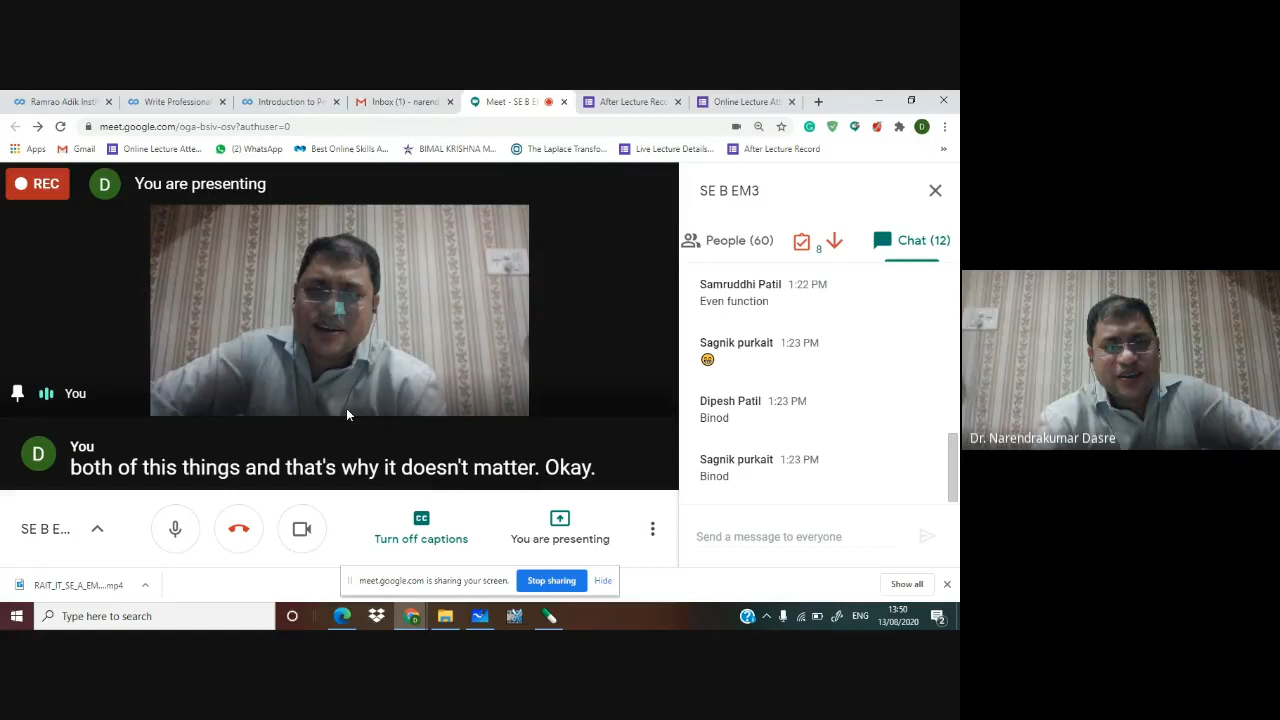 Ramrao Adik Insti
Write Professional
Introduction to Pe
Inbox (1) - narend
Meet - SE B E
After Lecture Reco
Online Lecture Att
meet.google.com/oga-bsiv-osv?authuser=0
Apps
Gmail
Online Lecture Atte...
(2) WhatsApp
Best Online Skills A...
BIMAL KRISHNA M...
The Laplace Transfo...
Live Lecture Details...
After Lecture Record
»
REC
D
You are presenting
SE B EM3
People (60)
8
Chat (12)
Samruddhi Patil 1:22 PM
Even function
Sagnik purkait 1:23 PM
Dipesh Patil 1:23 PM
Binod
Sagnik purkait 1:23 PM
Binod
You
D
You
both of this things and that's why it doesn't matter. Okay.
SE B E...
CC
Turn off captions
You are presenting
Send a message to everyone
meet.google.com is sharing your screen.
Stop sharing
Hide
RAIT_IT_SE_A_EM....mp4
Show all
Type here to search
ENG
13:50
13/08/2020
2
Dr. Narendrakumar Dasre